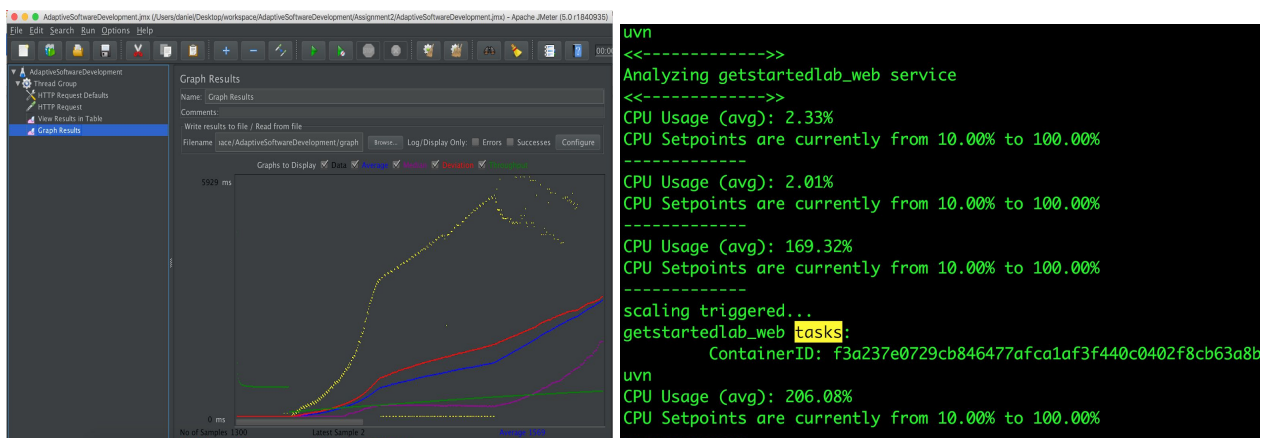 AdaptiveSoftwareDevelopment.jmx (/Users/daniel/Desktop/workspace/AdaptiveSoftwareDevelopment/Assignment2/AdaptiveSoftwareDevelopment.jmx) - Apache JMeter (5.0 r1840935)
File Edit Search Run Options Help
00:0
AdaptiveSoftwareDevelopment
Thread Group
HTTP Request Defaults
HTTP Request
View Results in Table
Graph Results
Graph Results
Name: Graph Results
Comments:
Write results to file / Read from file
Filename ace/AdaptiveSoftwareDevelopment/graph Browse... Log/Display Only: Errors Successes Configure
Graphs to Display Data Average Median Deviation Throughput
5929 ms
0 ms
No of Samples 1300 Latest Sample 2 Average 1559
uvn
<<------------->>
Analyzing getstartedlab_web service
<<------------->>
CPU Usage (avg): 2.33%
CPU Setpoints are currently from 10.00% to 100.00%
-------------
CPU Usage (avg): 2.01%
CPU Setpoints are currently from 10.00% to 100.00%
-------------
CPU Usage (avg): 169.32%
CPU Setpoints are currently from 10.00% to 100.00%
-------------
scaling triggered...
getstartedlab_web tasks:
ContainerID: f3a237e0729cb846477afca1af3f440c0402f8cb63a8b
uvn
CPU Usage (avg): 206.08%
CPU Setpoints are currently from 10.00% to 100.00%
-------------